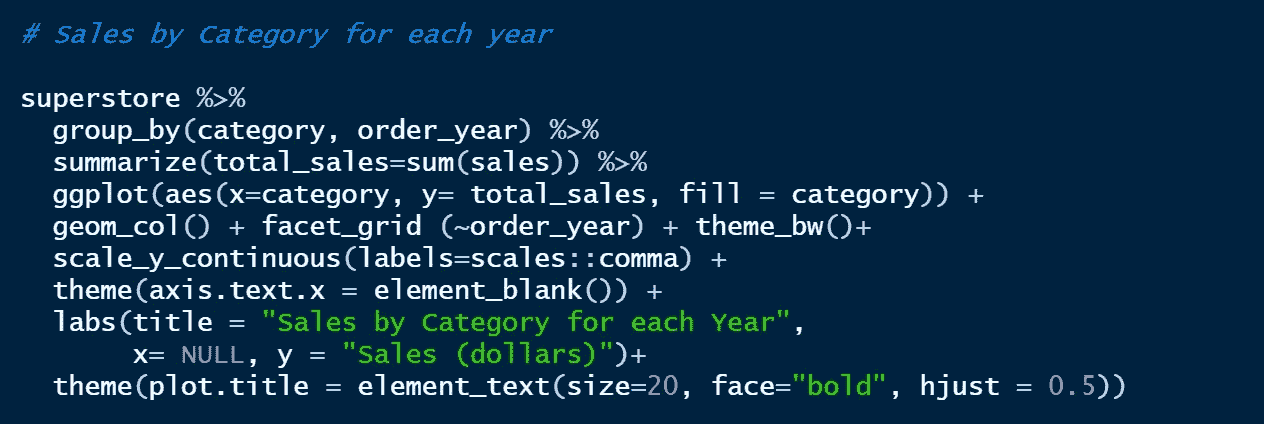 # Sales by Category for each year
superstore %>%
  group_by(category, order_year) %>%
  summarize(total_sales=sum(sales)) %>%
  ggplot(aes(x=category, y= total_sales, fill = category)) +
  geom_col() + facet_grid (~order_year) + theme_bw()+
  scale_y_continuous(labels=scales::comma) +
  theme(axis.text.x = element_blank()) +
  labs(title = "Sales by Category for each Year",
       x= NULL, y = "Sales (dollars)")+
  theme(plot.title = element_text(size=20, face="bold", hjust = 0.5))